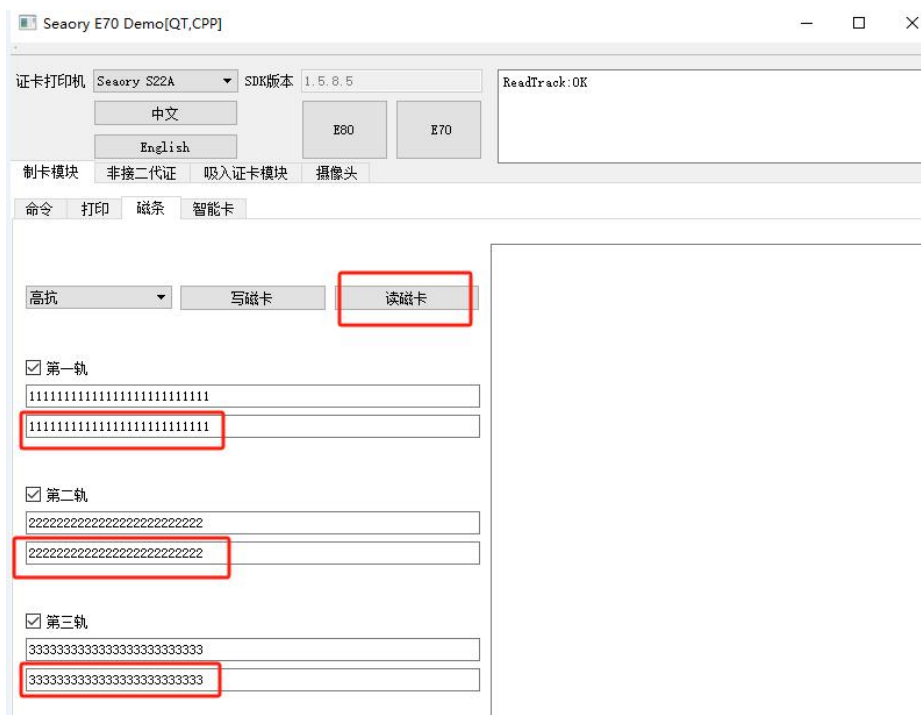 Seaory E70 Demo[QT,CPP]
证卡打印机 Seaory S22A SDK版本 1.5.8.5
ReadTrack:OK
中文
E80 E70
English
制卡模块 非接二代证 吸入证卡模块 摄像头
命令 打印 磁条 智能卡
高抗 写磁卡 读磁卡
第一轨
11111111111111111111111111
11111111111111111111111111
第二轨
2222222222222222222222222
2222222222222222222222222
第三轨
3333333333333333333333333
3333333333333333333333333